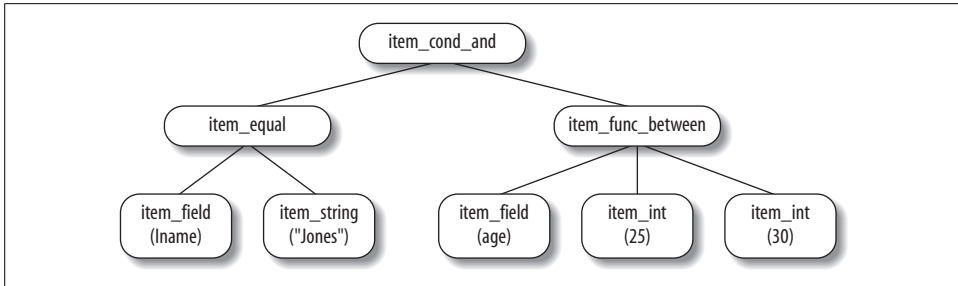 item_cond_and
item_equal
item_func_between
item_field
(lname)
item_string
("Jones")
item_field
(age)
item_int
(25)
item_int
(30)